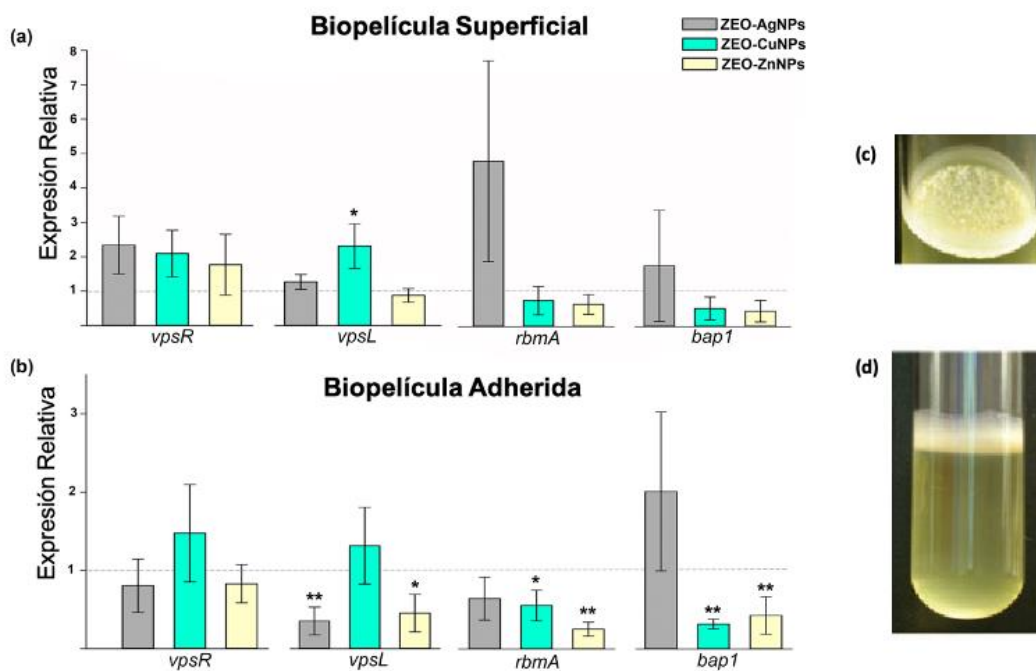 (a)
Biopelícula Superficial
ZEO-AgNPs
ZEO-CuNPs
ZEO-ZnNPs
Expresión Relativa
8
7
6
5
4
3
2
1
*
vpsR
vpsL
rbmA
bap1
(b)
Biopelícula Adherida
Expresión Relativa
3
2
1
**
*
*
**
**
**
vpsR
vpsL
rbmA
bap1
(c)
(d)